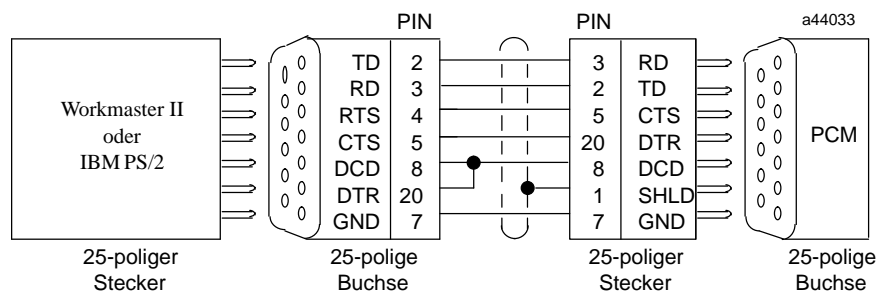 PIN PIN a44033
TD 2 3 RD
RD 3 2 TD
Workmaster II
oder
IBM PS/2
RTS 4 5 CTS
CTS 5 20 DTR
PCM
DCD 8 8 DCD
DTR 20 1 SHLD
GND 7 7 GND
25-poliger
Stecker
25-polige
Buchse
25-poliger
Stecker
25-polige
Buchse